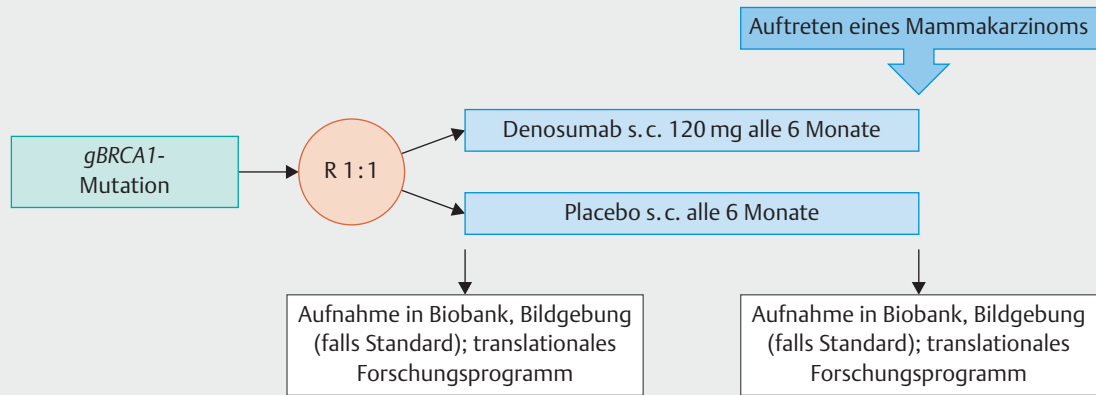 Auftreten eines Mammakarzinoms
Denosumab s. c. 120 mg alle 6 Monate
gBRCA1-
Mutation
R 1 : 1
Placebo s. c. alle 6 Monate
Aufnahme in Biobank, Bildgebung
(falls Standard); translationales
Forschungsprogramm
Aufnahme in Biobank, Bildgebung
(falls Standard); translationales
Forschungsprogramm